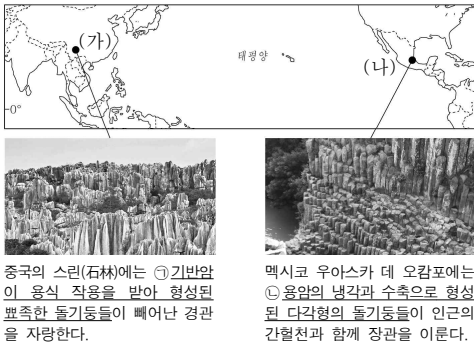 (가)
태평양
(나)
0°
중국의 스린(石林)에는 ㉠기반암
이 용식 작용을 받아 형성된
뾰족한 돌기둥들이 빼어난 경관
을 자랑한다.
멕시코 우아스카 데 오캄포에는
㉡용암의 냉각과 수축으로 형성
된 다각형의 돌기둥들이 인근의
간헐천과 함께 장관을 이룬다.